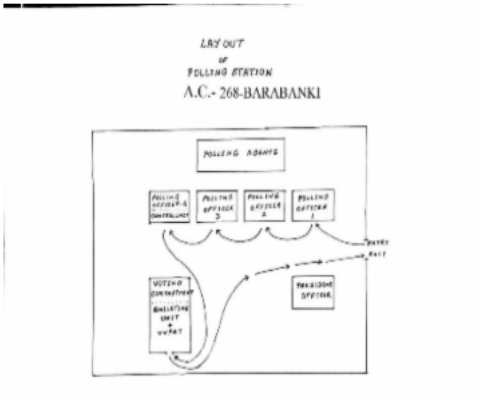 LAY OUT
OF
POLLING STATION
A.C.- 268-BARABANKI
POLLING AGENTS
POLLING
OFFICER-4
CONTROL UNIT
POLLING
OFFICER
3
POLLING
OFFICER
2
POLLING
OFFICER
1
ENTRY
EXIT
VOTING
COMPARTMENT
BALLOTING
UNIT
+
VVPAT
PRESIDING
OFFICER